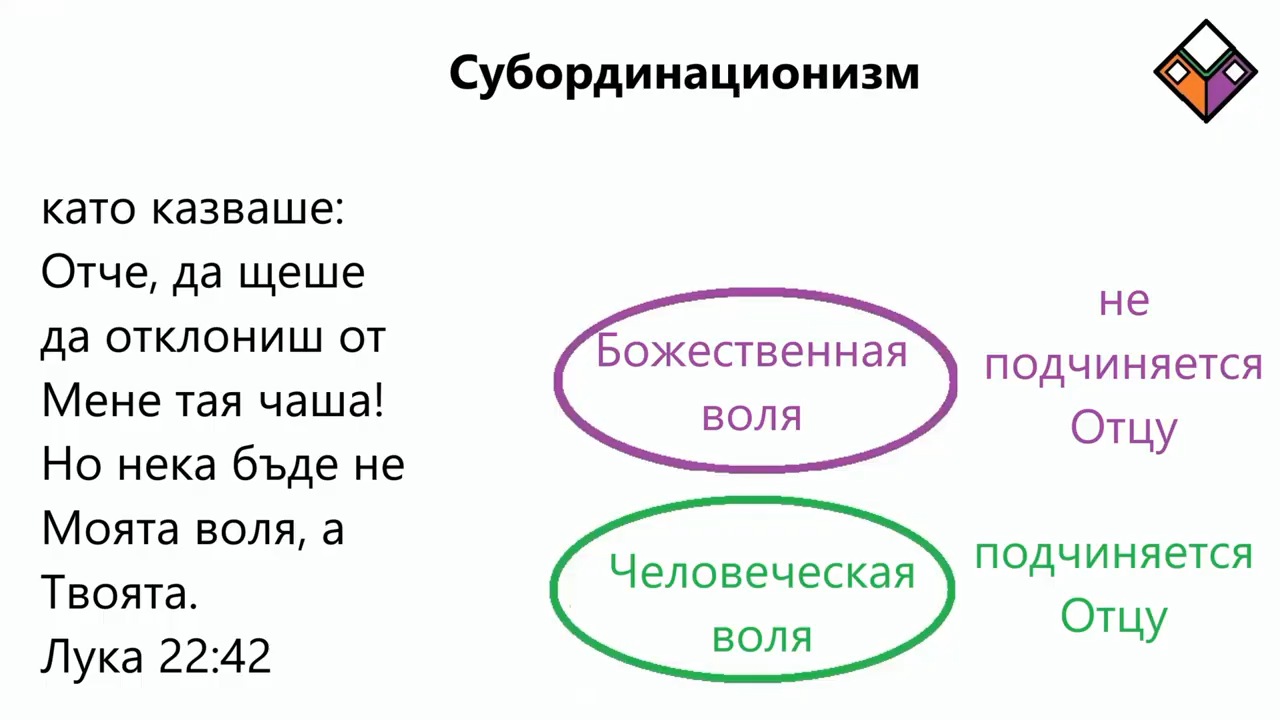 Субординационизм
като казваше:
Отче, да щеше
да отклониш от
Мене тая чаша!
Но нека бъде не
Моята воля, а
Твоята.
Лука 22:42
Божественная
воля
не
подчиняется
Отцу
Человеческая
воля
подчиняется
Отцу